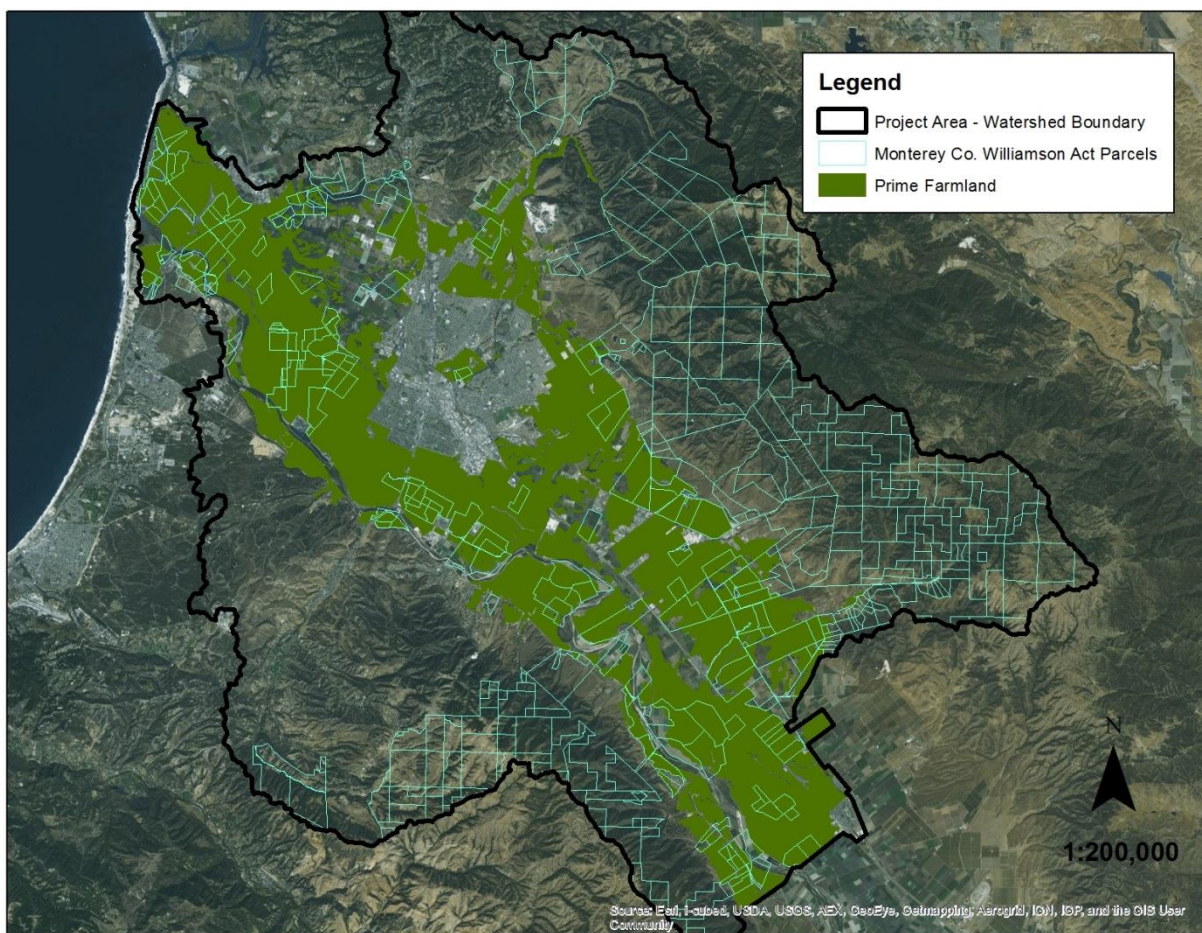 Legend
Project Area - Watershed Boundary
Monterey Co. Williamson Act Parcels
Prime Farmland
N
1:200,000
Source: Esri, i-cubed, USDA, USGS, AEX, GeoEye, Getmapping, Aerogrid, IGN, IGP, and the GIS User
Community